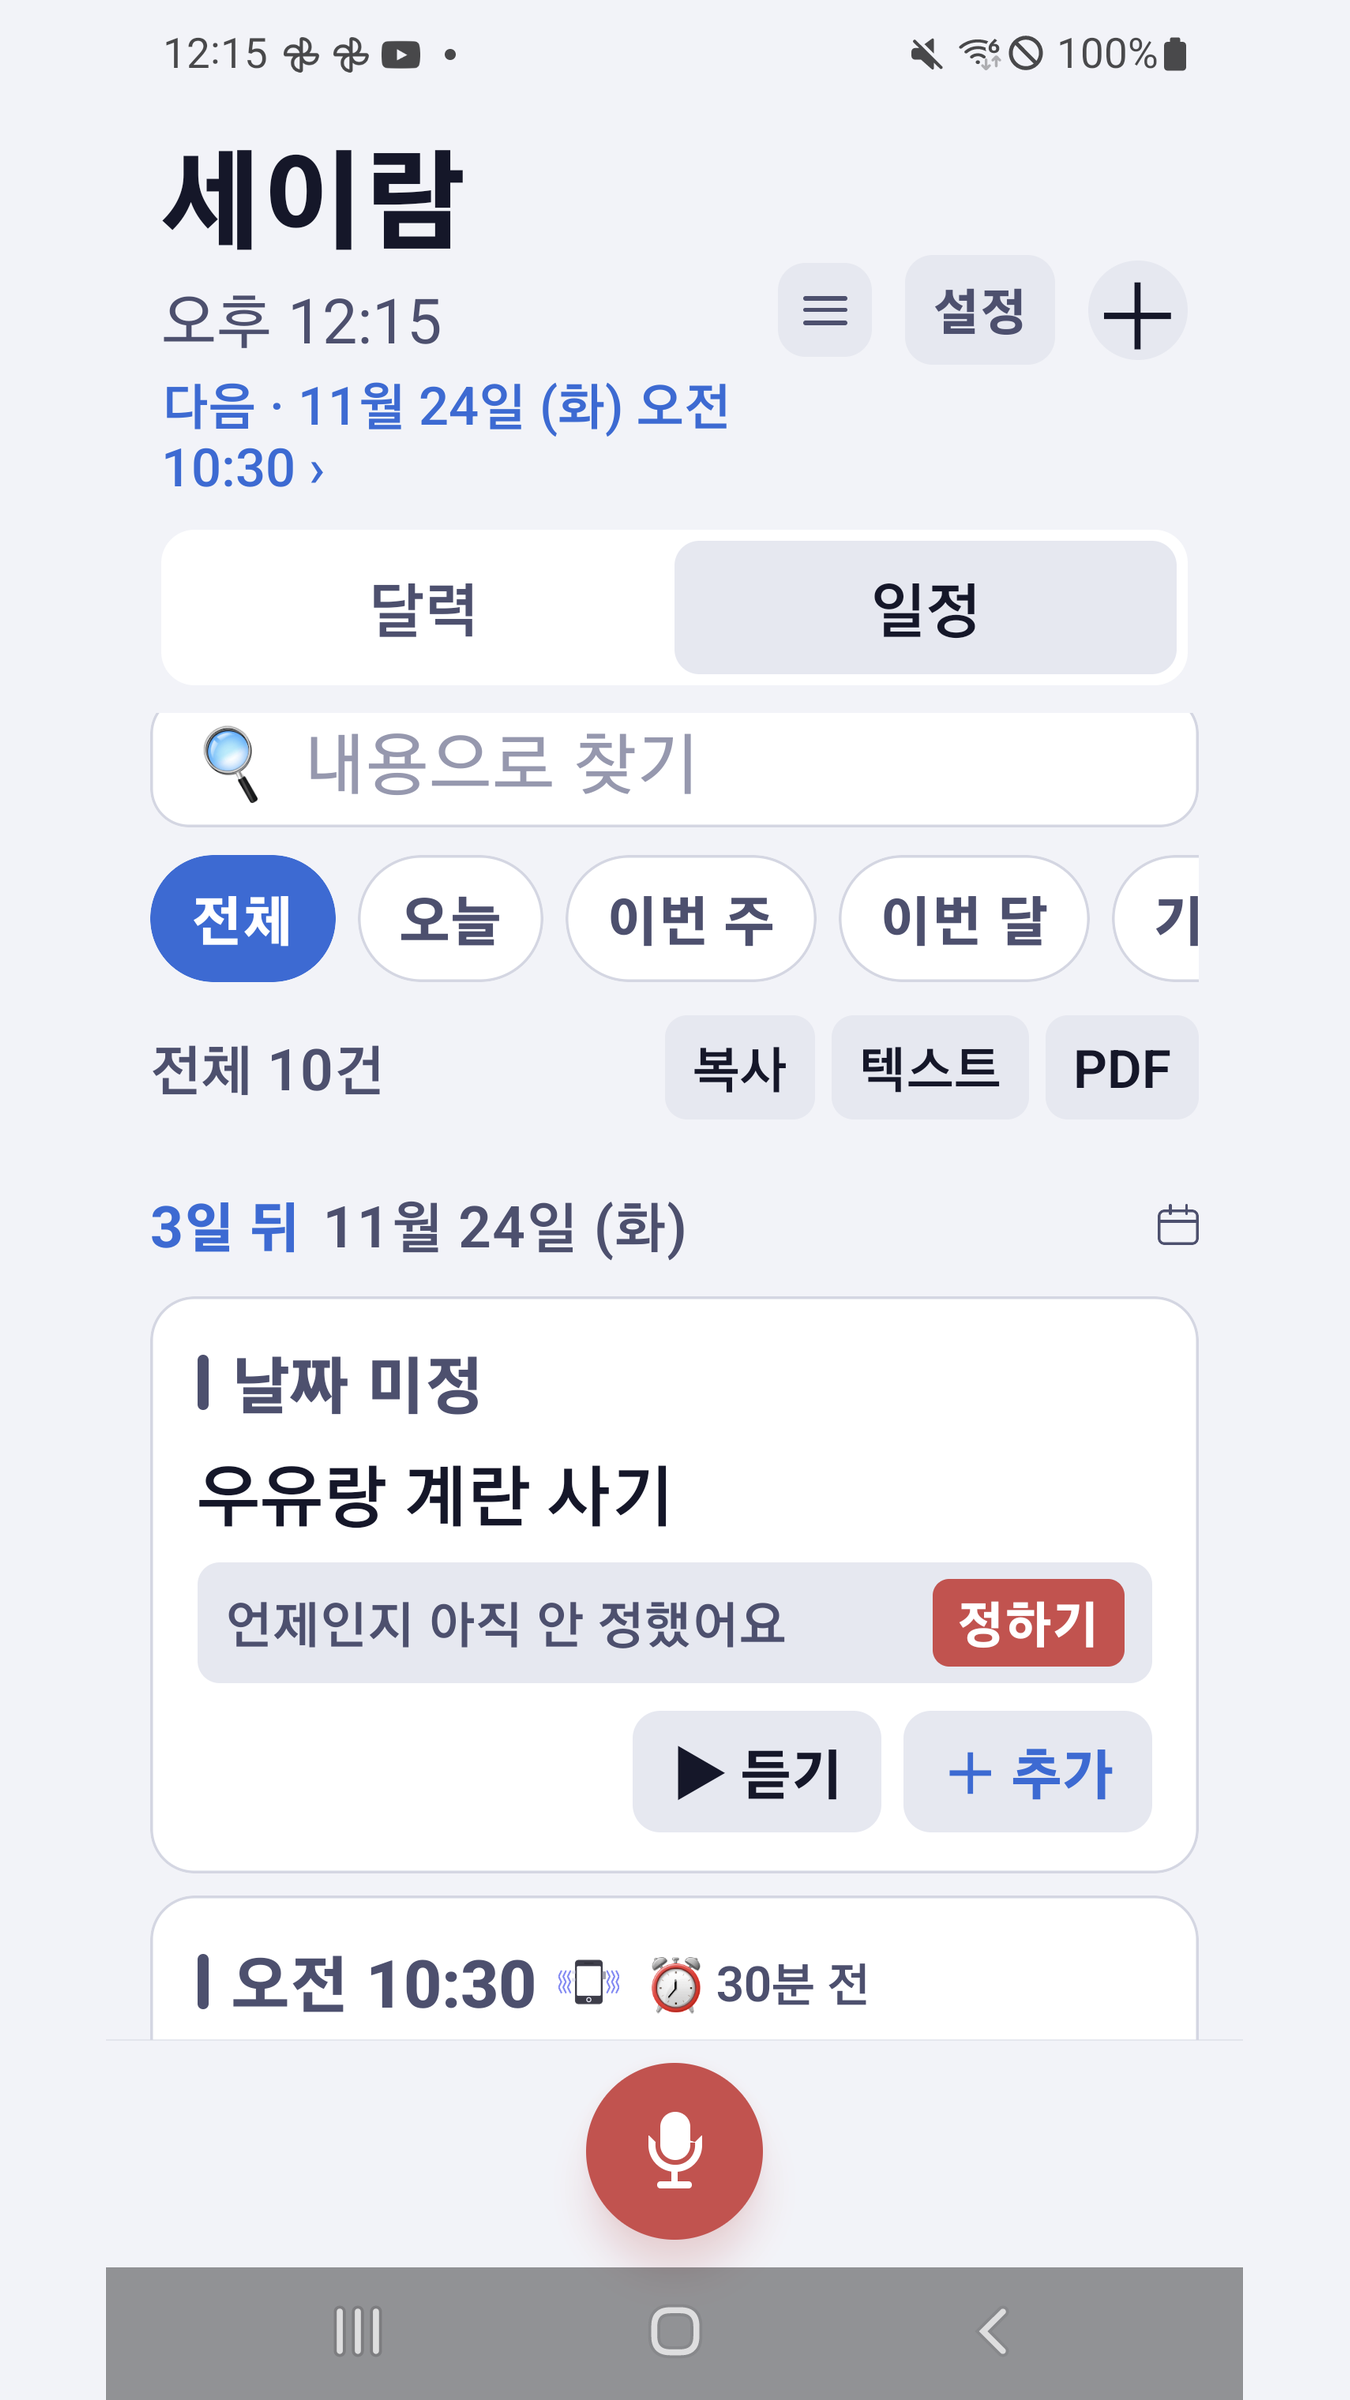 12:15
100%
세이람
오후 12:15
설정
다음 · 11월 24일 (화) 오전
10:30 ›
달력
일정
내용으로 찾기
전체
오늘
이번 주
이번 달
기
전체 10건
복사
텍스트
PDF
3일 뒤 11월 24일 (화)
날짜 미정
우유랑 계란 사기
언제인지 아직 안 정했어요
정하기
▶ 듣기
+ 추가
오전 10:30
30분 전